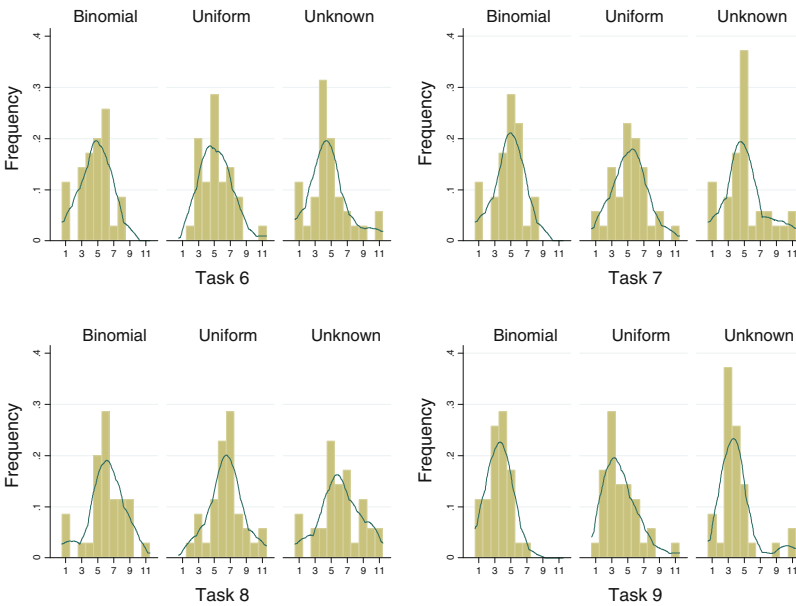 Binomial Uniform Unknown
Frequency
0 .1 .2 .3 .4
1 3 5 7 9 11 1 3 5 7 9 11 1 3 5 7 9 11
Task 6
Binomial Uniform Unknown
Frequency
0 .1 .2 .3 .4
1 3 5 7 9 11 1 3 5 7 9 11 1 3 5 7 9 11
Task 7
Binomial Uniform Unknown
Frequency
0 .1 .2 .3 .4
1 3 5 7 9 11 1 3 5 7 9 11 1 3 5 7 9 11
Task 8
Binomial Uniform Unknown
Frequency
0 .1 .2 .3 .4
1 3 5 7 9 11 1 3 5 7 9 11 1 3 5 7 9 11
Task 9